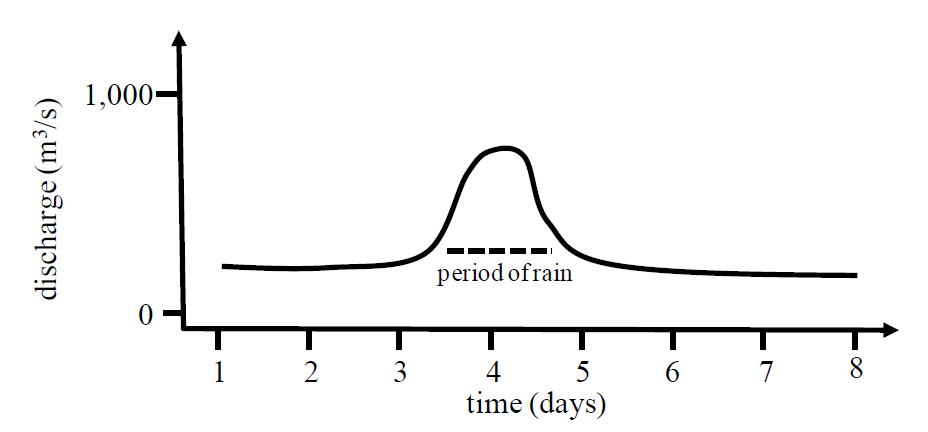 1,000
discharge (m³/s)
period of rain
0
1 2 3 4 5 6 7 8
time (days)